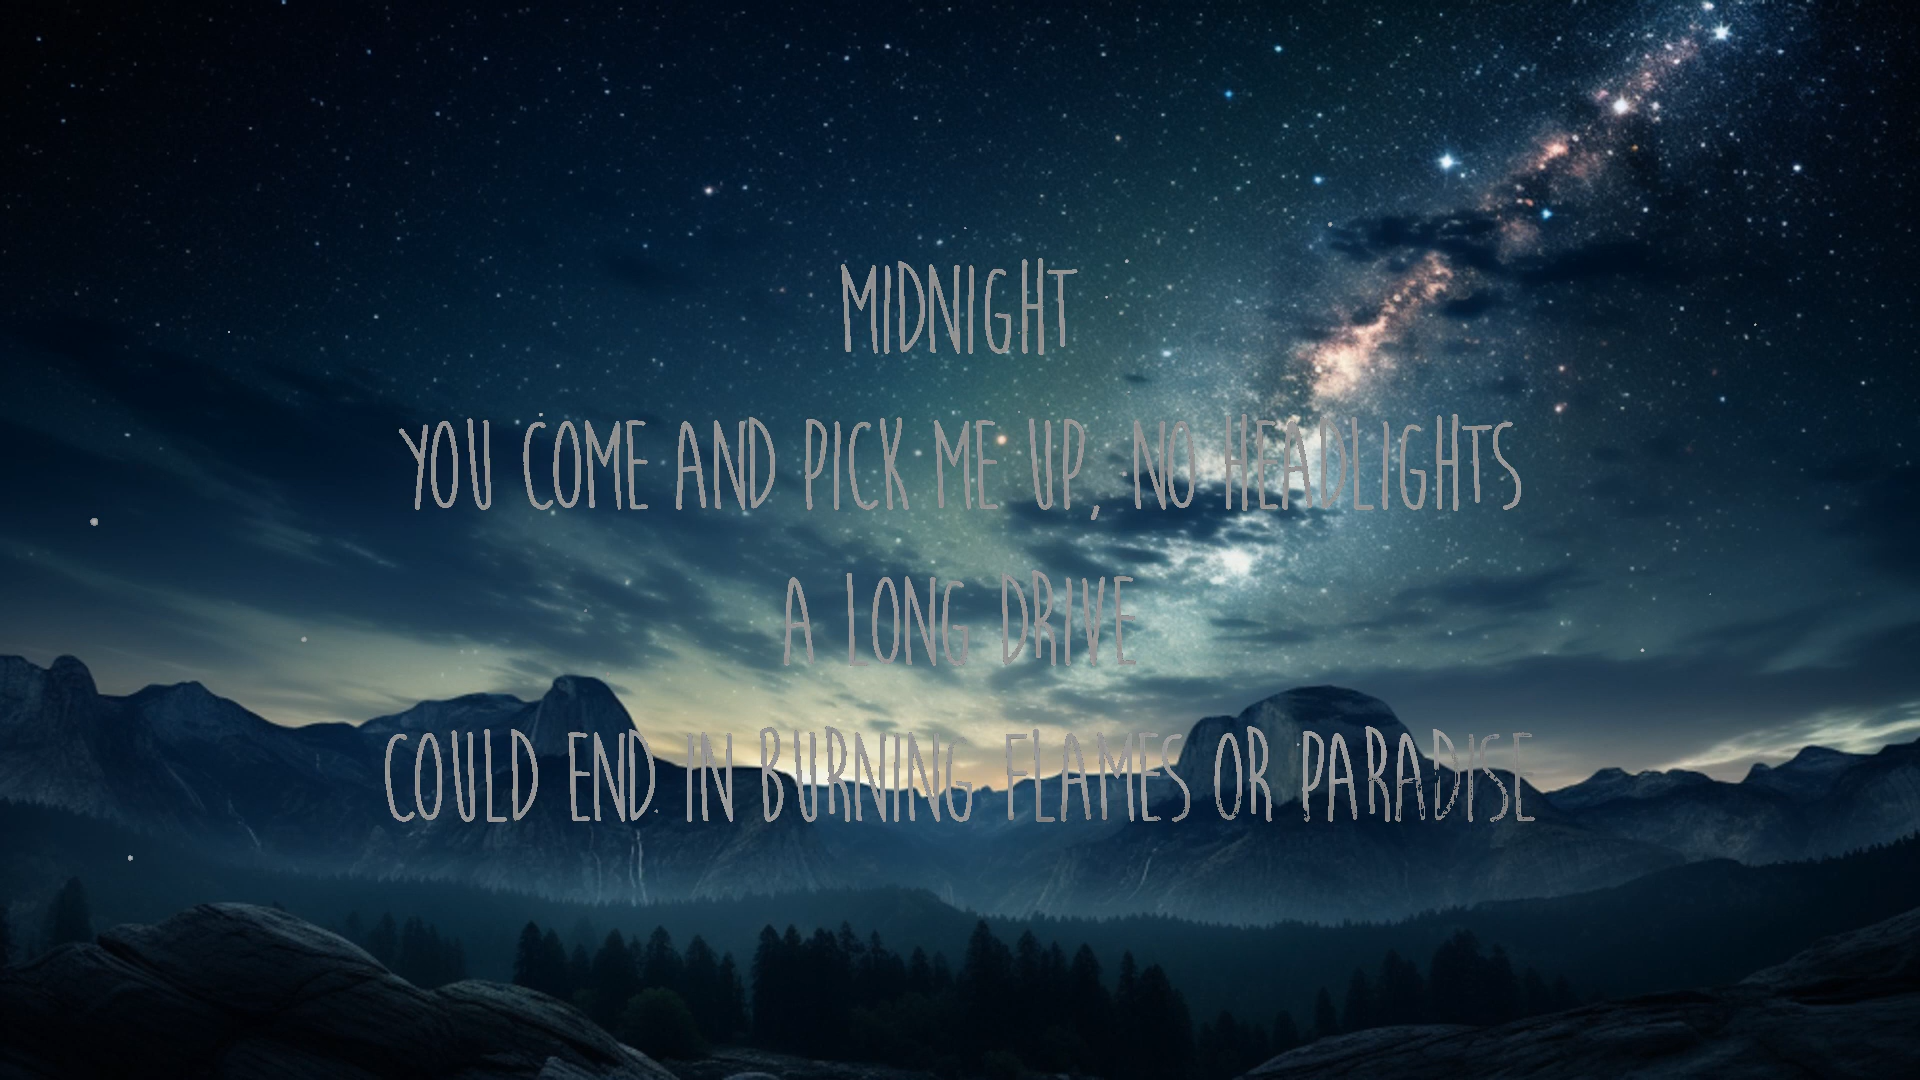 MIDNIGHT
YOU COME AND PICK ME UP, NO HEADLIGHTS
A LONG DRIVE
COULD END IN BURNING FLAMES OR PARADISE